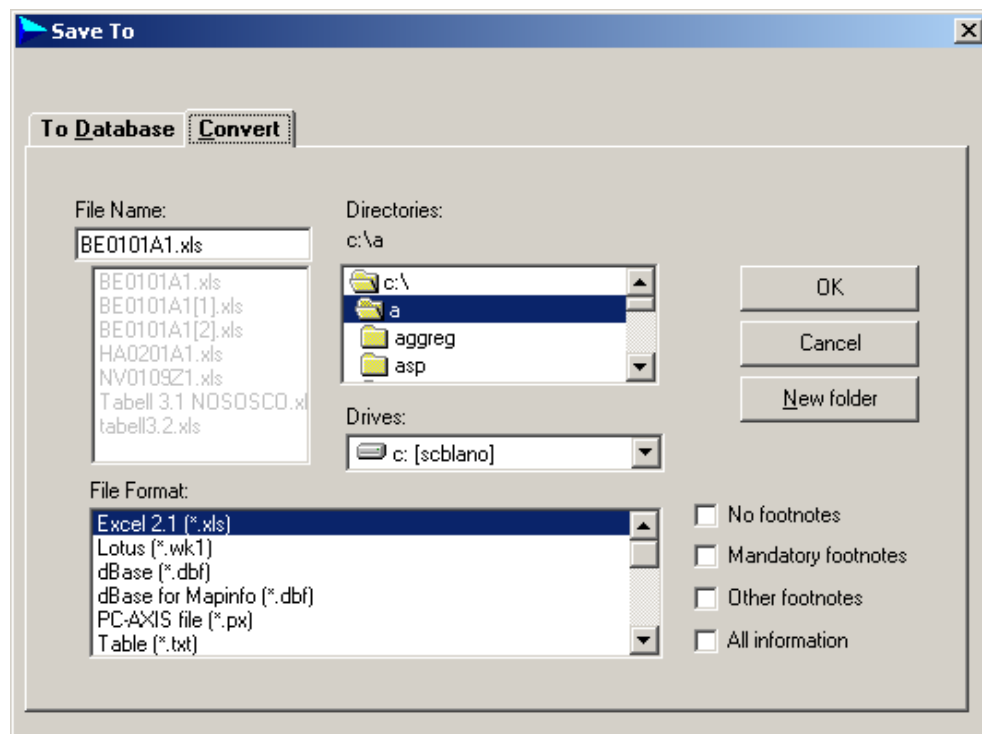 Save To
To Database
Convert
File Name:
BE0101A1.xls
BE0101A1.xls
BE0101A1[1].xls
BE0101A1[2].xls
HA0201A1.xls
NV0109Z1.xls
Tabell 3.1 NOSOSCO.xl
tabell3.2.xls
Directories:
c:\a
c:\
a
aggreg
asp
Drives:
c: [scblano]
OK
Cancel
New folder
File Format:
Excel 2.1 (*.xls)
Lotus (*.wk1)
dBase (*.dbf)
dBase for Mapinfo (*.dbf)
PC-AXIS file (*.px)
Table (*.txt)
No footnotes
Mandatory footnotes
Other footnotes
All information